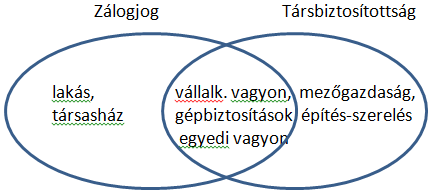 Zálogjog
Társbiztosítottság
lakás,
társasház
vállalk. vagyon,
gépbiztosítások
egyedi vagyon
mezőgazdaság,
építés-szerelés